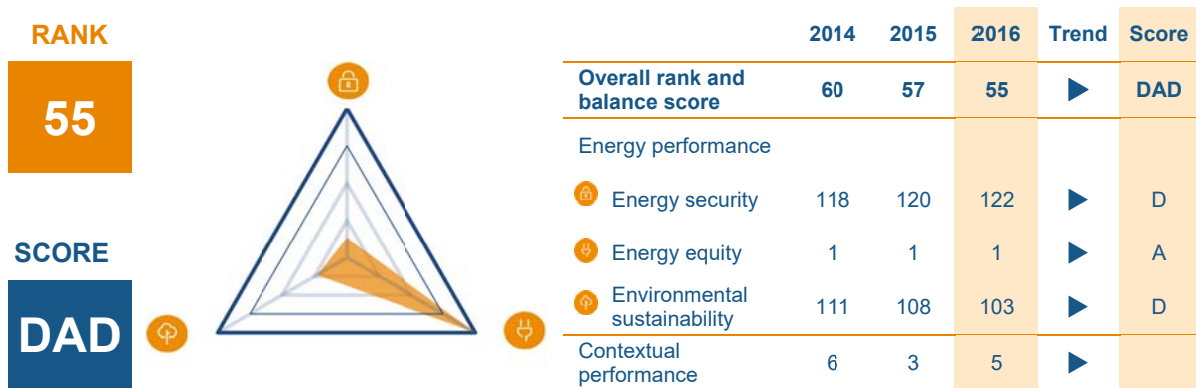 RANK
55
SCORE
DAD
2014 2015 2016 Trend Score
Overall rank and
balance score 60 57 55 DAD
Energy performance
Energy security 118 120 122 D
Energy equity 1 1 1 A
Environmental
sustainability 111 108 103 D
Contextual
performance 6 3 5